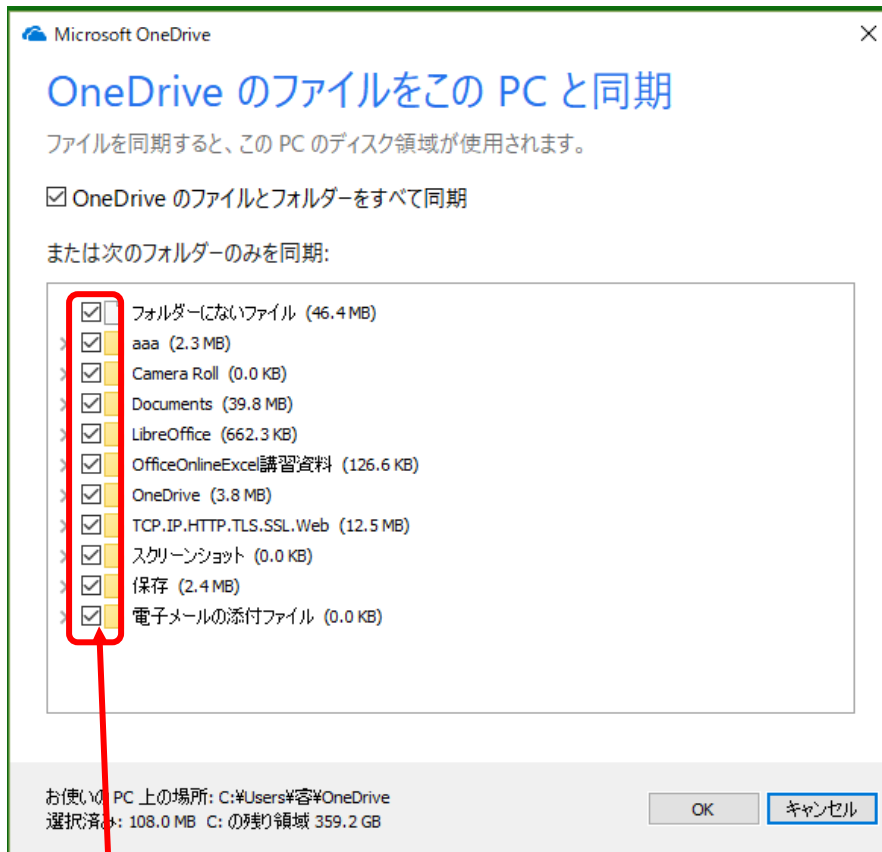 Microsoft OneDrive
OneDrive のファイルをこの PC と同期
ファイルを同期すると、この PC のディスク領域が使用されます。
OneDrive のファイルとフォルダーをすべて同期
または次のフォルダーのみを同期:
フォルダーにないファイル (46.4 MB)
aaa (2.3 MB)
Camera Roll (0.0 KB)
Documents (39.8 MB)
LibreOffice (662.3 KB)
OfficeOnlineExcel講習資料 (126.6 KB)
OneDrive (3.8 MB)
TCP.IP.HTTP.TLS.SSL.Web (12.5 MB)
スクリーンショット (0.0 KB)
保存 (2.4 MB)
電子メールの添付ファイル (0.0 KB)
お使いの PC 上の場所: C:¥Users¥容¥OneDrive
選択済み: 108.0 MB C: の残り領域 359.2 GB
OK
キャンセル